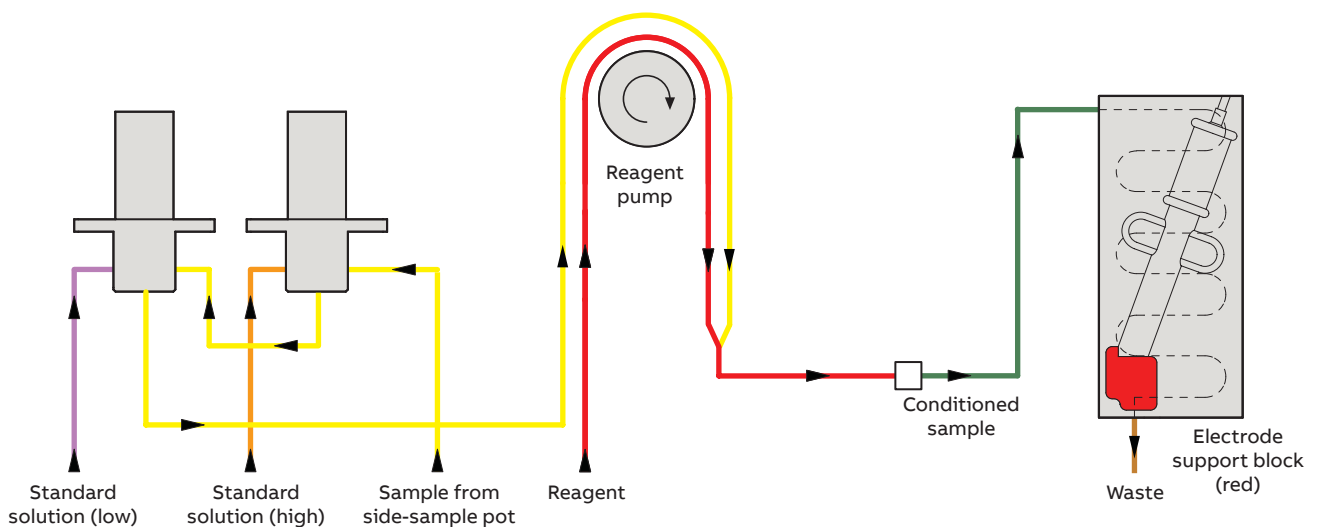 Reagent
pump
Conditioned
sample
Electrode
support block
(red)
Standard
solution (low)
Standard
solution (high)
Sample from
side-sample pot
Reagent
Waste